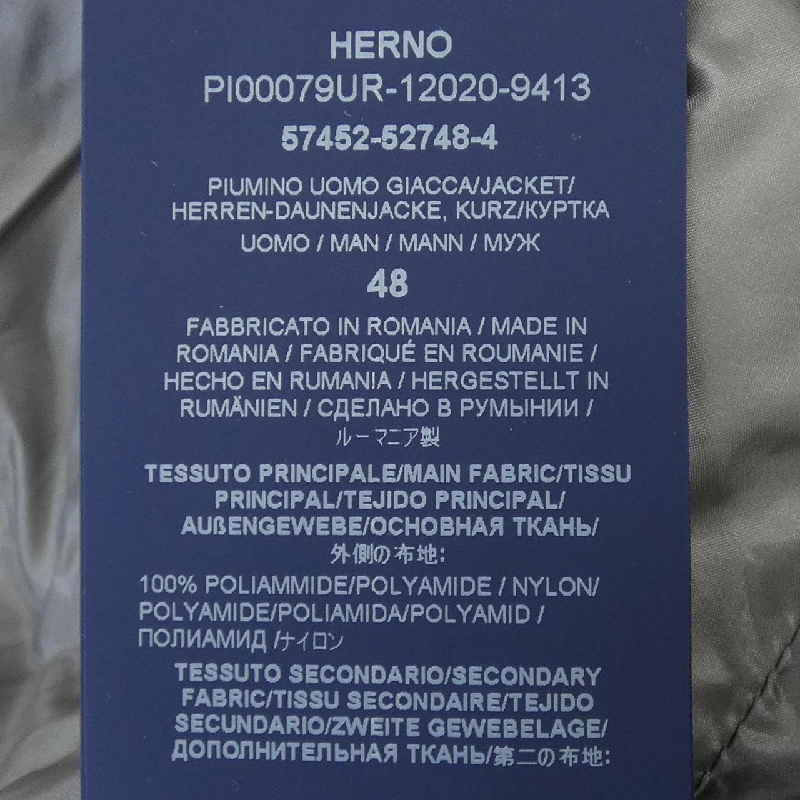 HERNO
PI00079UR-12020-9413
57452-52748-4
PIUMINO UOMO GIACCA/JACKET/
HERREN-DAUNENJACKE, KURZ/КУРТКА
UOMO / MAN / MANN / МУЖ
48
FABBRICATO IN ROMANIA / MADE IN
ROMANIA / FABRIQUÉ EN ROUMANIE /
HECHO EN RUMANIA / HERGESTELLT IN
RUMÄNIEN / СДЕЛАНО В РУМЫНИИ /
ルーマニア製
TESSUTO PRINCIPALE/MAIN FABRIC/TISSU
PRINCIPAL/TEJIDO PRINCIPAL/
AUßENGEWEBE/ОСНОВНАЯ ТКАНЬ/
外側の布地:
100% POLIAMMIDE/POLYAMIDE / NYLON/
POLYAMIDE/POLIAMIDA/POLYAMID /
ПОЛИАМИД /ナイロン
TESSUTO SECONDARIO/SECONDARY
FABRIC/TISSU SECONDAIRE/TEJIDO
SECUNDARIO/ZWEITE GEWEBELAGE/
ДОПОЛНИТЕЛЬНАЯ ТКАНЬ/第二の布地: